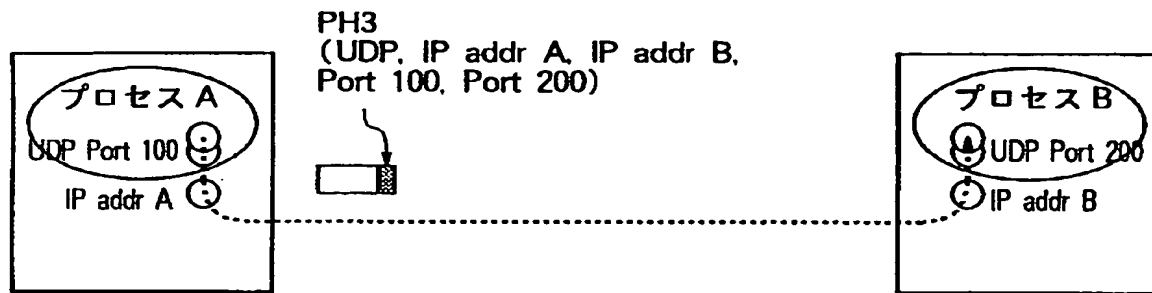 PH3
(UDP, IP addr A, IP addr B,
Port 100, Port 200)
プロセスA
UDP Port 100
IP addr A
プロセスB
UDP Port 200
IP addr B